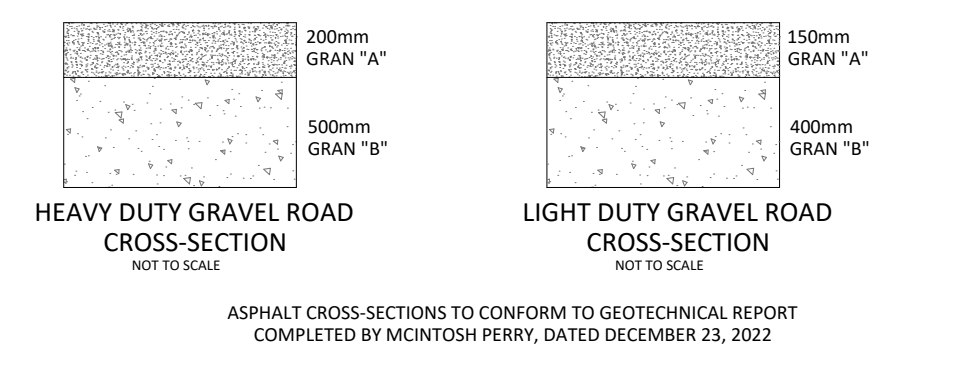 200mm
GRAN "A"
500mm
GRAN "B"
HEAVY DUTY GRAVEL ROAD
CROSS-SECTION
NOT TO SCALE
150mm
GRAN "A"
400mm
GRAN "B"
LIGHT DUTY GRAVEL ROAD
CROSS-SECTION
NOT TO SCALE
ASPHALT CROSS-SECTIONS TO CONFORM TO GEOTECHNICAL REPORT
COMPLETED BY MCINTOSH PERRY, DATED DECEMBER 23, 2022